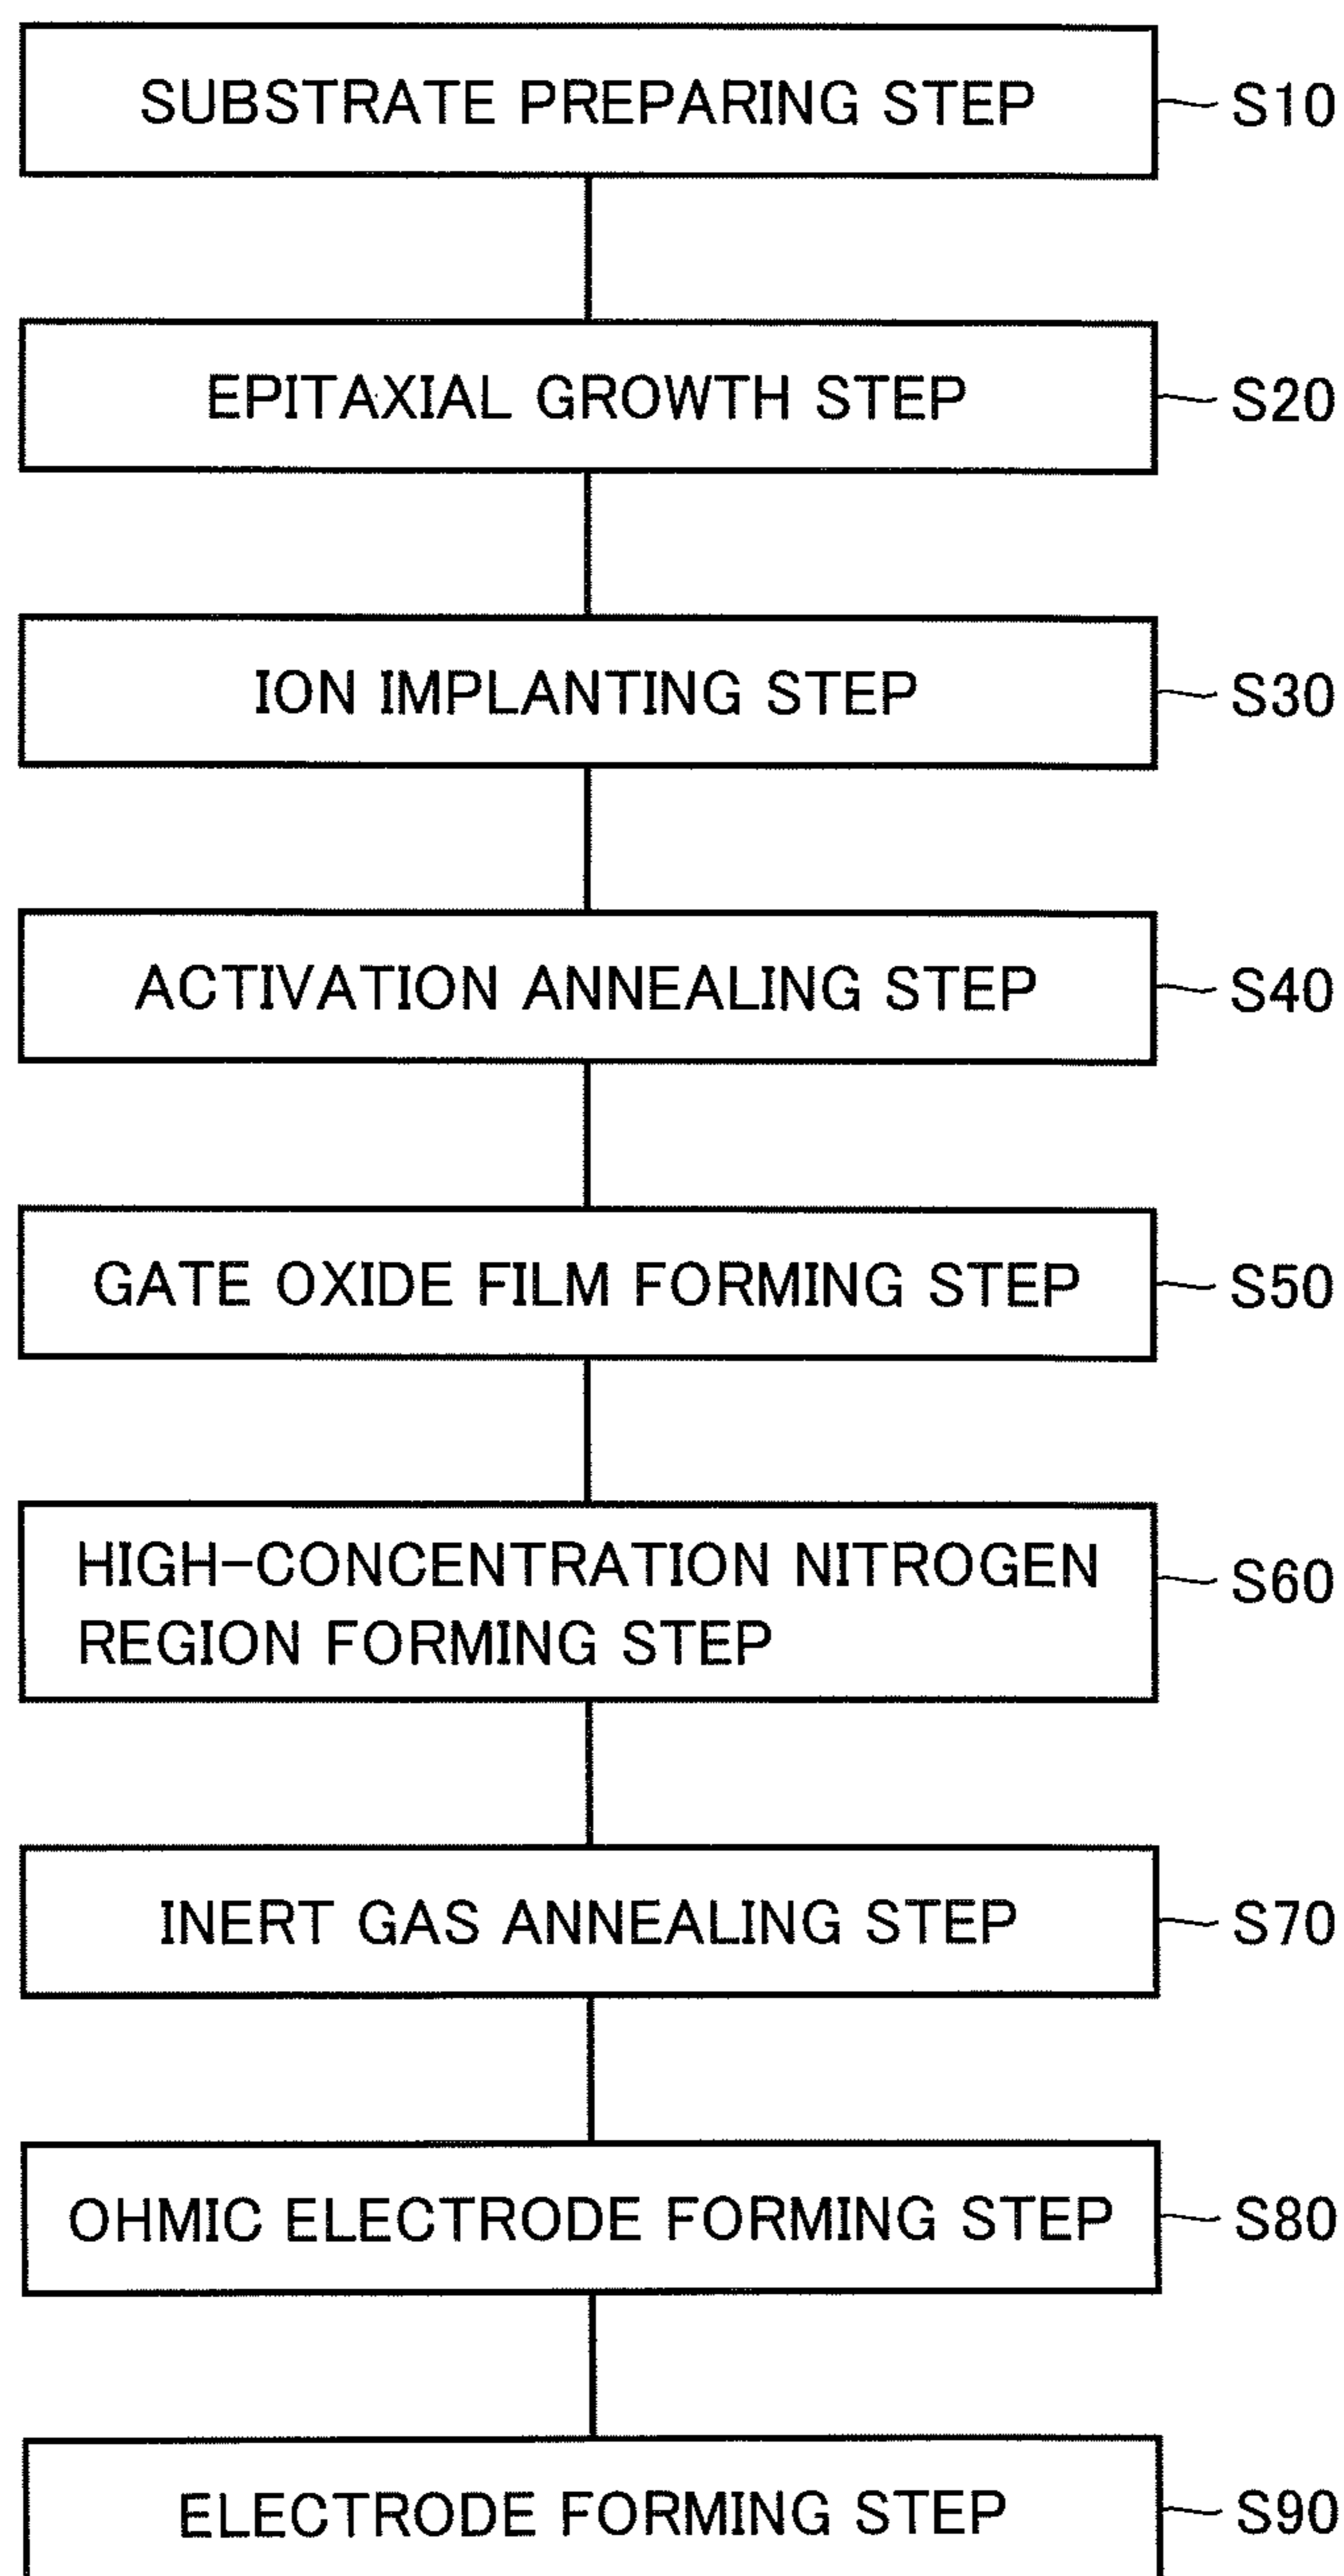 SUBSTRATE PREPARING STEP S10
EPITAXIAL GROWTH STEP S20
ION IMPLANTING STEP S30
ACTIVATION ANNEALING STEP S40
GATE OXIDE FILM FORMING STEP S50
HIGH-CONCENTRATION NITROGEN
REGION FORMING STEP
S60
INERT GAS ANNEALING STEP S70
OHMIC ELECTRODE FORMING STEP S80
ELECTRODE FORMING STEP S90